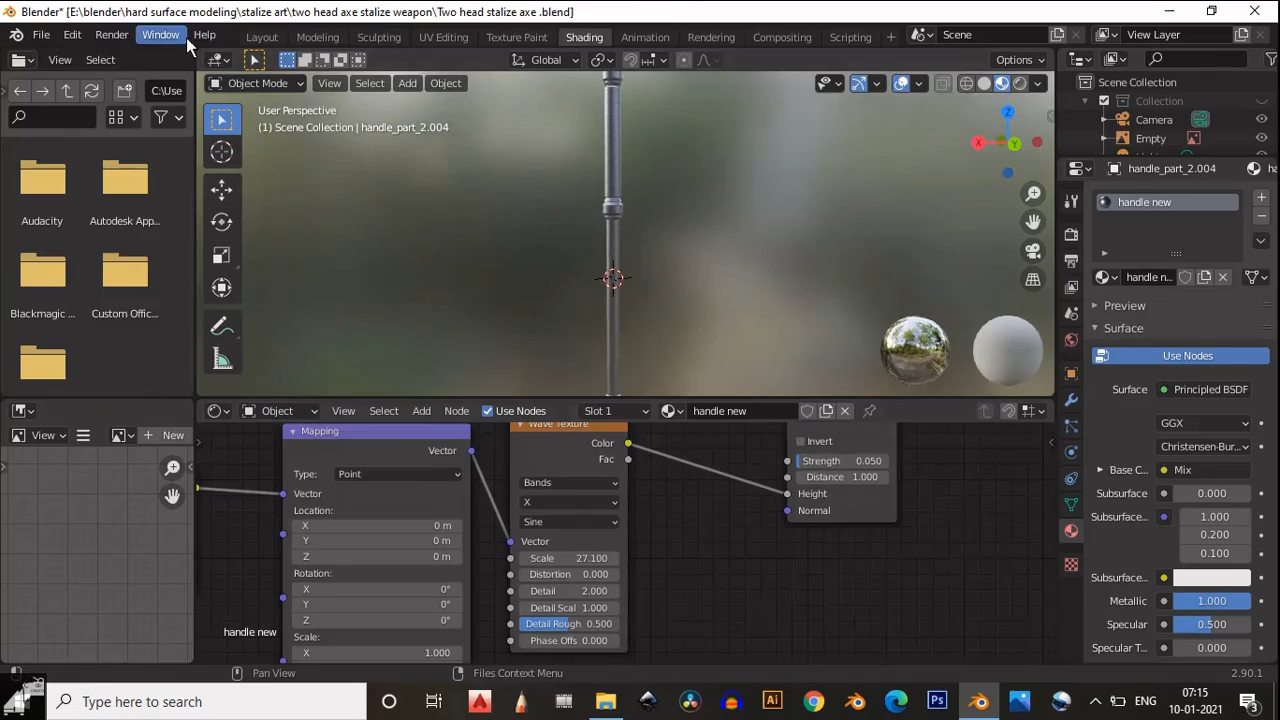 Blender* [E:\blender\hard surface modeling\stalize art\two head axe stalize weapon\Two head stalize axe .blend]
File Edit Render Window Help Layout Modeling Sculpting UV Editing Texture Paint Shading Animation Rendering Compositing Scripting + Scene View Layer
View Select Global Options
Object Mode View Select Add Object
C:\Use
User Perspective
(1) Scene Collection | handle_part_2.004
X Y Z
Audacity Autodesk App...
Blackmagic ... Custom Offic...
Scene Collection
Collection
Camera
Empty
handle_part_2.004
handle new
handle n...
Preview
Surface
Use Nodes
Surface Principled BSDF
GGX
Christensen-Bur...
Base C... Mix
Subsurface 0.000
Subsurface... 1.000
0.200
0.100
Subsurface...
Metallic 1.000
Specular 0.500
Specular T... 0.000
View + New
Object View Select Add Node Use Nodes Slot 1 handle new
Mapping
Vector
Type: Point
Vector
Location:
X 0 m
Y 0 m
Z 0 m
Rotation:
X 0°
Y 0°
Z 0°
Scale:
X 1.000
handle new
Wave Texture
Color
Fac
Bands
X
Sine
Vector
Scale 27.100
Distortion 0.000
Detail 2.000
Detail Scal 1.000
Detail Rough 0.500
Phase Offs 0.000
Invert
Strength 0.050
Distance 1.000
Height
Normal
Pan View Files Context Menu 2.90.1
Type here to search
Ai Ps
ENG
07:15
10-01-2021
3